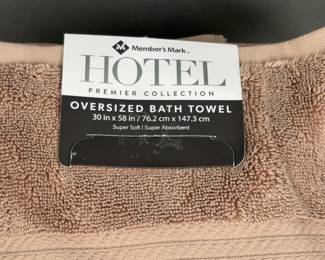 Member's Mark™
HOTEL
PREMIER COLLECTION
OVERSIZED BATH TOWEL
30 in x 58 in / 76.2 cm x 147.3 cm
Super Soft | Super Absorbent